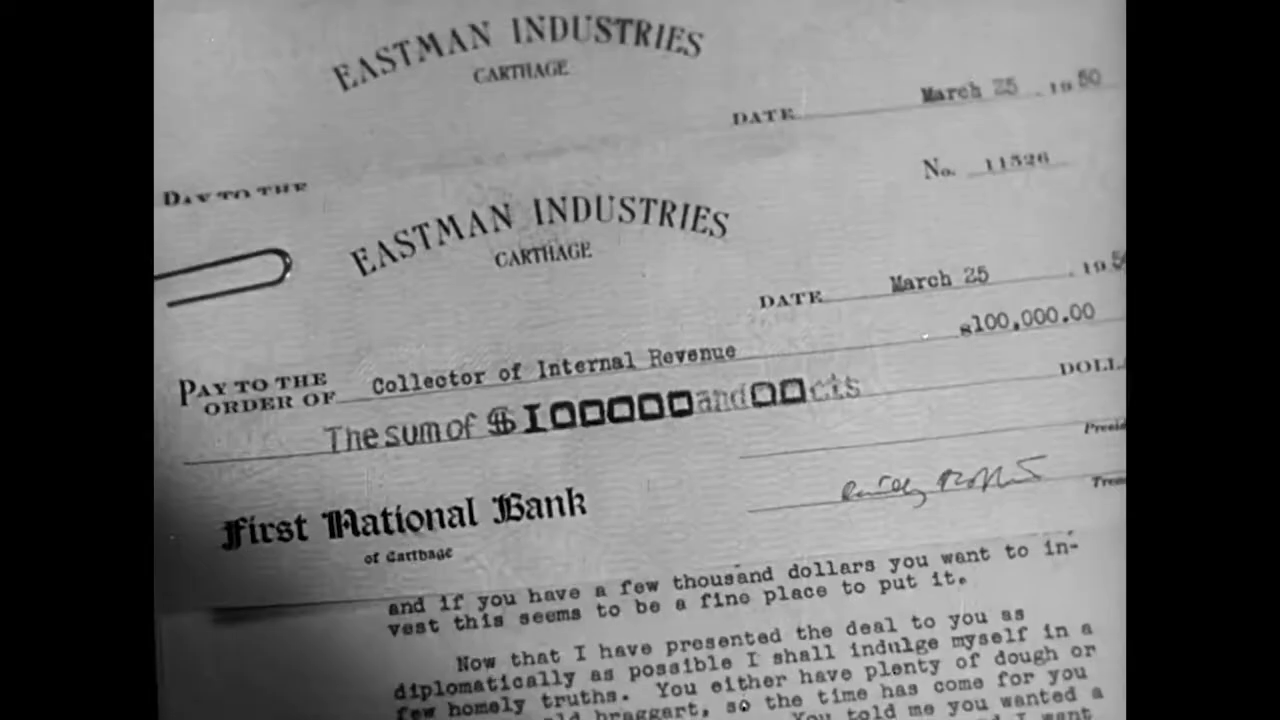 EASTMAN INDUSTRIES
CARTHAGE
DATE March 25, 1950
PAY TO THE
No. 11526
EASTMAN INDUSTRIES
CARTHAGE
DATE March 25, 195
$100,000.00
PAY TO THE ORDER OF Collector of Internal Revenue
DOLL
The sum of $100000 and 00 cts
Presid
Treas
First National Bank
of Carthage
and if you have a few thousand dollars you want to in-
vest this seems to be a fine place to put it.
Now that I have presented the deal to you as
diplomatically as possible I shall indulge myself in a
few homely truths. You either have plenty of dough or
old braggart, so the time has come for you
You told me you wanted a
I want